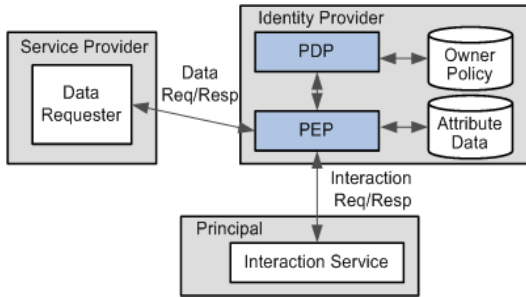 Identity Provider
Service Provider
PDP
Owner
Policy
Data
Requester
Data
Req/Resp
PEP
Attribute
Data
Interaction
Req/Resp
Principal
Interaction Service